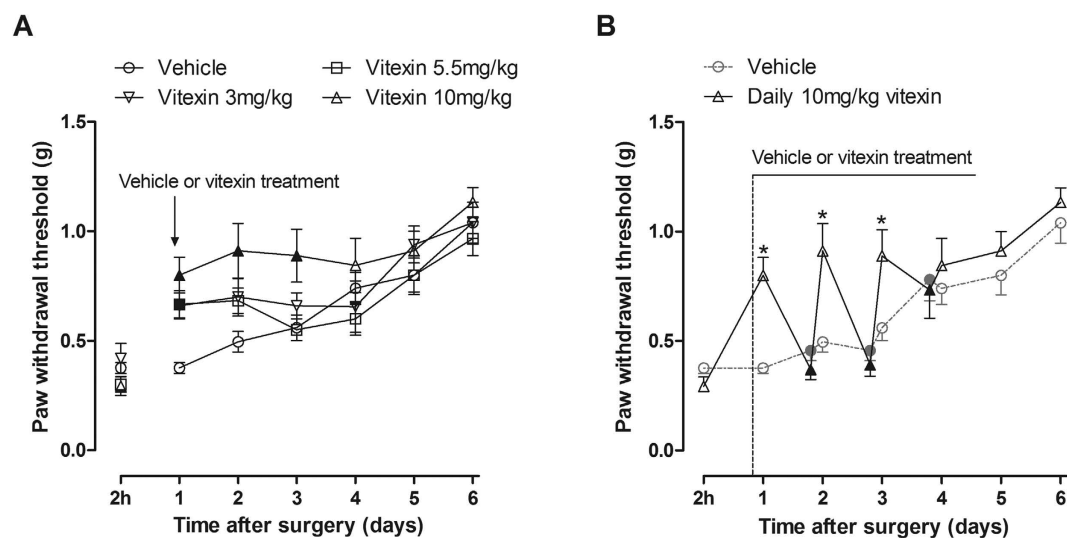 A
Vehicle
Vitexin 5.5mg/kg
Vitexin 3mg/kg
Vitexin 10mg/kg
Paw withdrawal threshold (g)
1.5
1.0
0.5
0.0
Vehicle or vitexin treatment
2h 1 2 3 4 5 6
Time after surgery (days)
B
Vehicle
Daily 10mg/kg vitexin
Paw withdrawal threshold (g)
1.5
1.0
0.5
0.0
Vehicle or vitexin treatment
* * *
2h 1 2 3 4 5 6
Time after surgery (days)